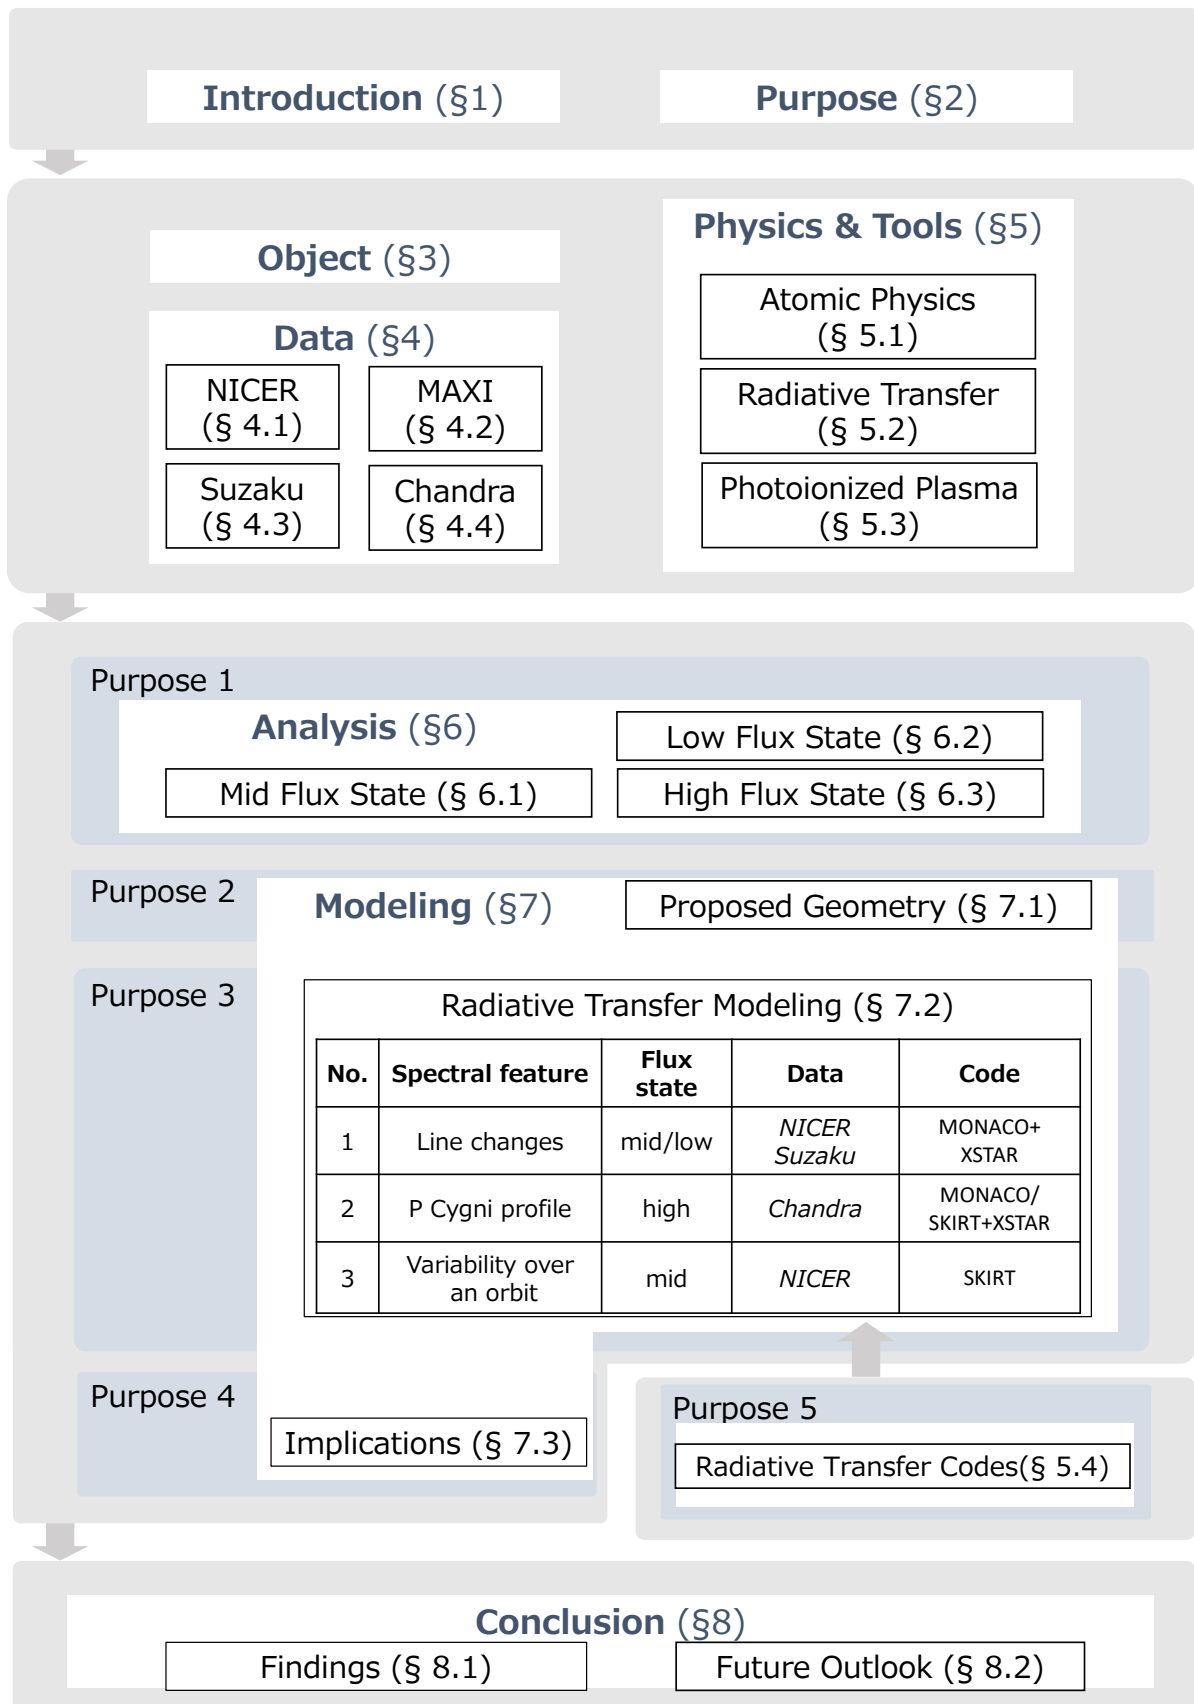 Introduction (§1)
Purpose (§2)
Object (§3)
Data (§4)
NICER
(§ 4.1)
MAXI
(§ 4.2)
Suzaku
(§ 4.3)
Chandra
(§ 4.4)
Physics & Tools (§5)
Atomic Physics
(§ 5.1)
Radiative Transfer
(§ 5.2)
Photoionized Plasma
(§ 5.3)
Purpose 1
Analysis (§6)
Low Flux State (§ 6.2)
Mid Flux State (§ 6.1)
High Flux State (§ 6.3)
Purpose 2
Modeling (§7)
Proposed Geometry (§ 7.1)
Purpose 3
Radiative Transfer Modeling (§ 7.2)
No.
Spectral feature
Flux
state
Data
Code
1
Line changes
mid/low
NICER
Suzaku
MONACO+
XSTAR
2
P Cygni profile
high
Chandra
MONACO/
SKIRT+XSTAR
3
Variability over
an orbit
mid
NICER
SKIRT
Purpose 4
Implications (§ 7.3)
Purpose 5
Radiative Transfer Codes(§ 5.4)
Conclusion (§8)
Findings (§ 8.1)
Future Outlook (§ 8.2)